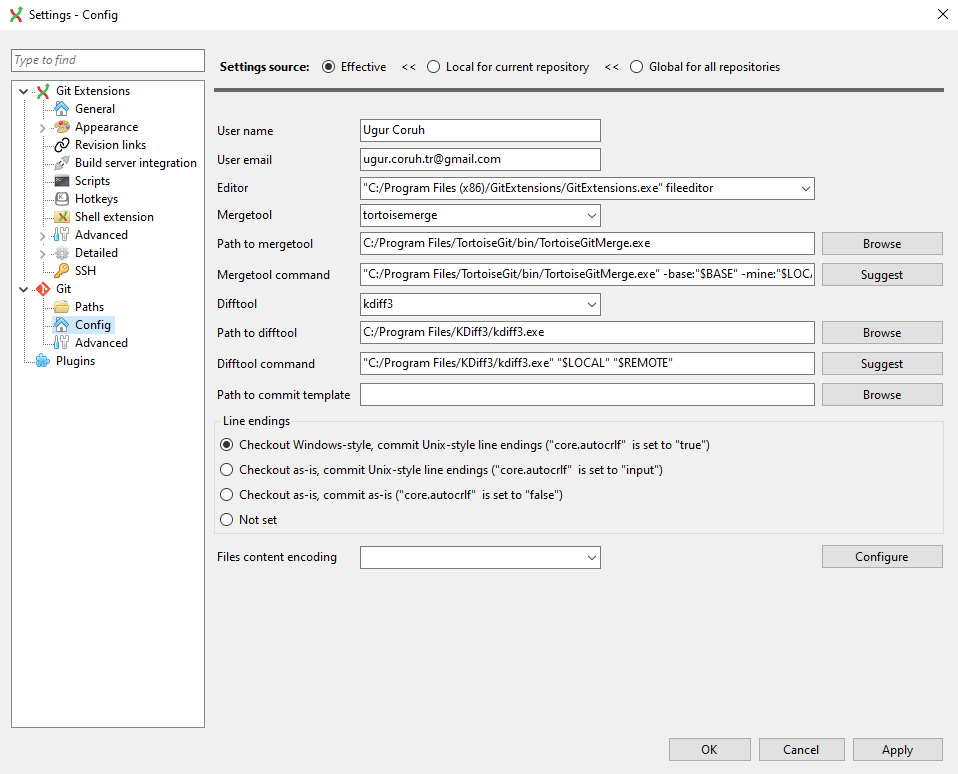 Settings - Config
Type to find
Git Extensions
General
Appearance
Revision links
Build server integration
Scripts
Hotkeys
Shell extension
Advanced
Detailed
SSH
Git
Paths
Config
Advanced
Plugins
Settings source: Effective << Local for current repository << Global for all repositories
User name Ugur Coruh
User email ugur.coruh.tr@gmail.com
Editor "C:/Program Files (x86)/GitExtensions/GitExtensions.exe" fileeditor
Mergetool tortoisemerge
Path to mergetool C:/Program Files/TortoiseGit/bin/TortoiseGitMerge.exe Browse
Mergetool command "C:/Program Files/TortoiseGit/bin/TortoiseGitMerge.exe" -base:"$BASE" -mine:"$LOCA Suggest
Difftool kdiff3
Path to difftool C:/Program Files/KDiff3/kdiff3.exe Browse
Difftool command "C:/Program Files/KDiff3/kdiff3.exe" "$LOCAL" "$REMOTE" Suggest
Path to commit template Browse
Line endings
Checkout Windows-style, commit Unix-style line endings ("core.autocrlf" is set to "true")
Checkout as-is, commit Unix-style line endings ("core.autocrlf" is set to "input")
Checkout as-is, commit as-is ("core.autocrlf" is set to "false")
Not set
Files content encoding Configure
OK Cancel Apply